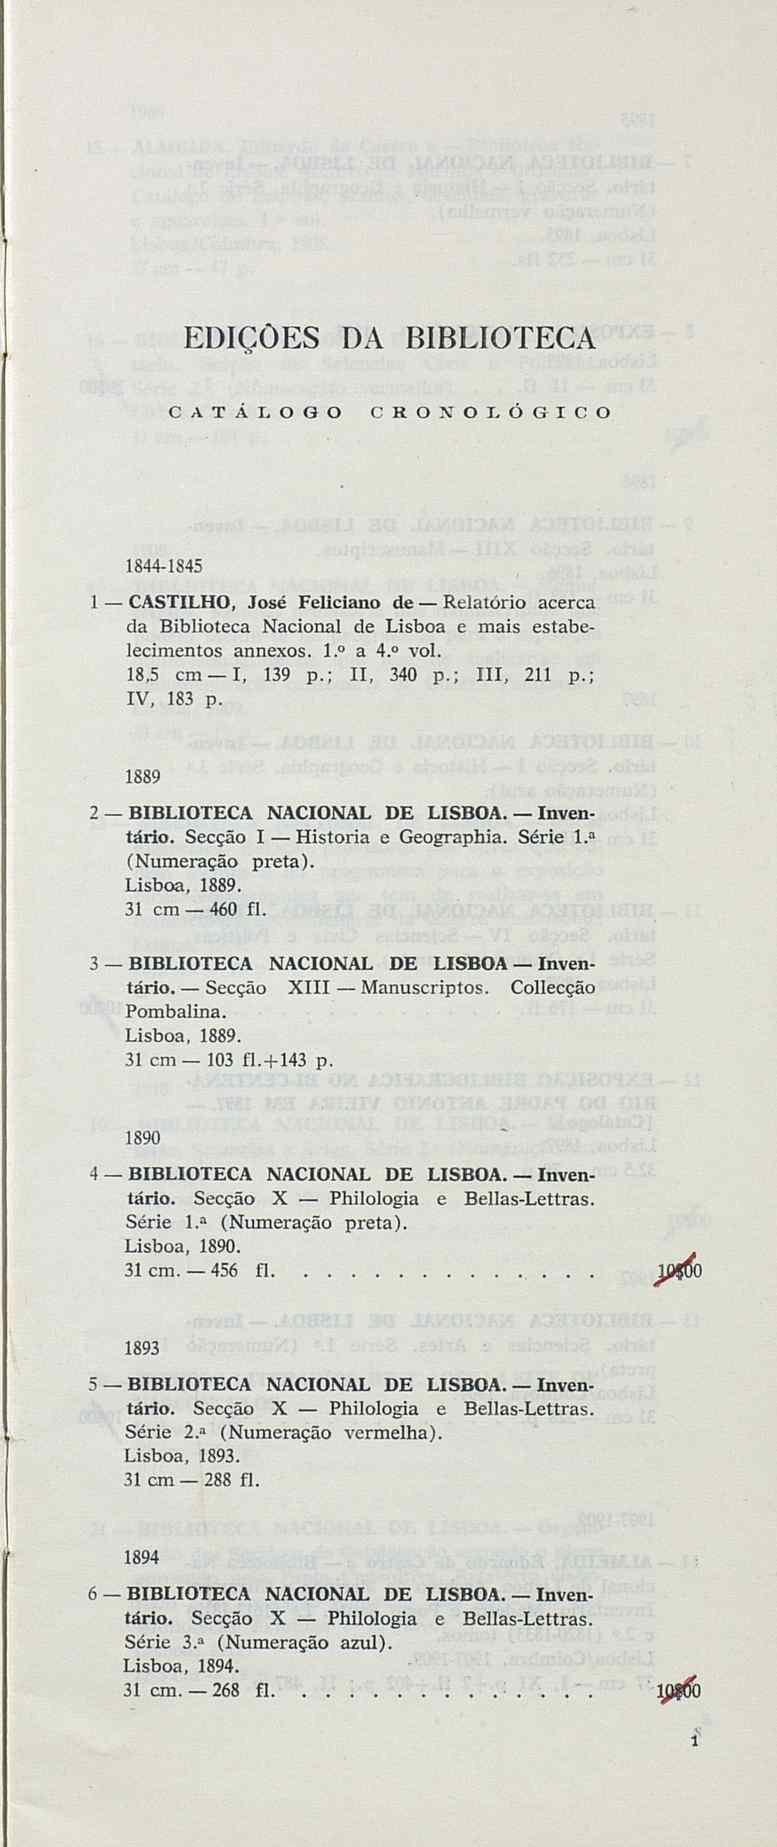 EDIÇÕES DA BIBLIOTECA
CATÁLOGO CRONOLÓGICO
1844-1845
1 — CASTILHO, José Feliciano de — Relatório acerca
da Biblioteca Nacional de Lisboa e mais estabe-
lecimentos annexos. 1.º a 4.º vol.
18,5 cm — I, 139 p.; II, 340 p.; III, 211 p.;
IV, 183 p.
1889
2 — BIBLIOTECA NACIONAL DE LISBOA. — Inven-
tário. Secção I — Historia e Geographia. Série 1.ª
(Numeração preta).
Lisboa, 1889.
31 cm — 460 fl.
3 — BIBLIOTECA NACIONAL DE LISBOA — Inven-
tário. — Secção XIII — Manuscriptos. Collecção
Pombalina.
Lisboa, 1889.
31 cm — 103 fl.+143 p.
1890
4 — BIBLIOTECA NACIONAL DE LISBOA. — Inven-
tário. Secção X — Philologia e Bellas-Lettras.
Série 1.ª (Numeração preta).
Lisboa, 1890.
31 cm. — 456 fl. . . . . . . . . . . . . . . 10$00
1893
5 — BIBLIOTECA NACIONAL DE LISBOA. — Inven-
tário. Secção X — Philologia e Bellas-Lettras.
Série 2.ª (Numeração vermelha).
Lisboa, 1893.
31 cm — 288 fl.
1894
6 — BIBLIOTECA NACIONAL DE LISBOA. — Inven-
tário. Secção X — Philologia e Bellas-Lettras.
Série 3.ª (Numeração azul).
Lisboa, 1894.
31 cm. — 268 fl. . . . . . . . . . . . . . . 10$00
1